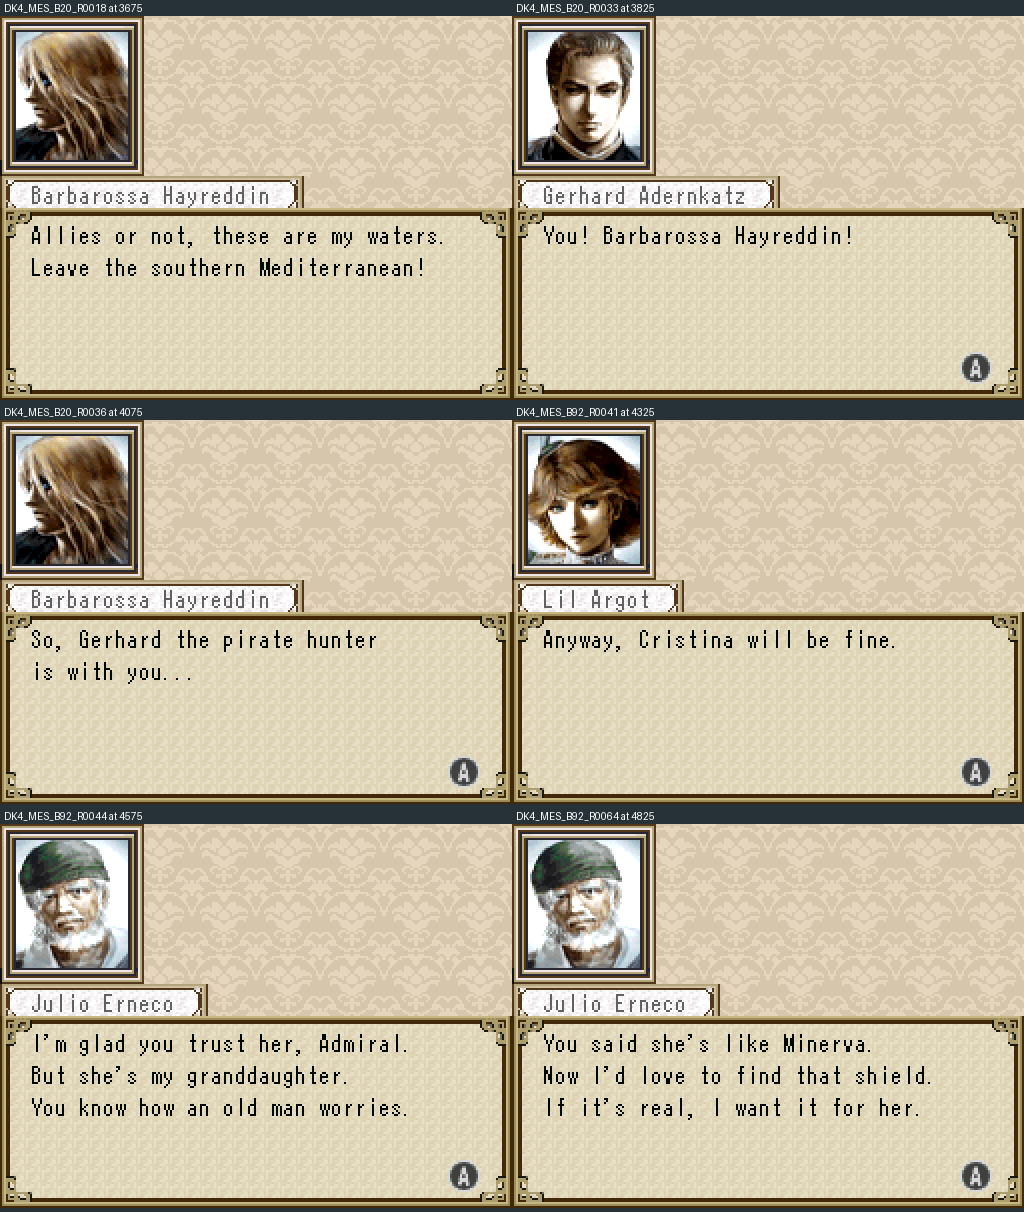 DK4_MES_B20_R0018 at 3675
Barbarossa Hayreddin
Allies or not, these are my waters.
Leave the southern Mediterranean!
DK4_MES_B20_R0033 at 3825
Gerhard Adernkatz
You! Barbarossa Hayreddin!
A
DK4_MES_B20_R0036 at 4075
Barbarossa Hayreddin
So, Gerhard the pirate hunter
is with you...
A
DK4_MES_B92_R0041 at 4325
Lil Argot
Anyway, Cristina will be fine.
A
DK4_MES_B92_R0044 at 4575
Julio Erneco
I'm glad you trust her, Admiral.
But she's my granddaughter.
You know how an old man worries.
A
DK4_MES_B92_R0064 at 4825
Julio Erneco
You said she's like Minerva.
Now I'd love to find that shield.
If it's real, I want it for her.
A